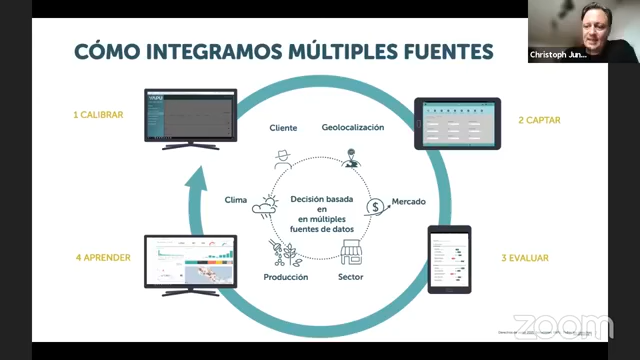 CÓMO INTEGRAMOS MÚLTIPLES FUENTES
Christoph Jun...
1 CALIBRAR
2 CAPTAR
Cliente
Geolocalización
Clima
Decisión basada
en
en múltiples
fuentes de datos
Mercado
4 APRENDER
3 EVALUAR
Producción
Sector
zoom